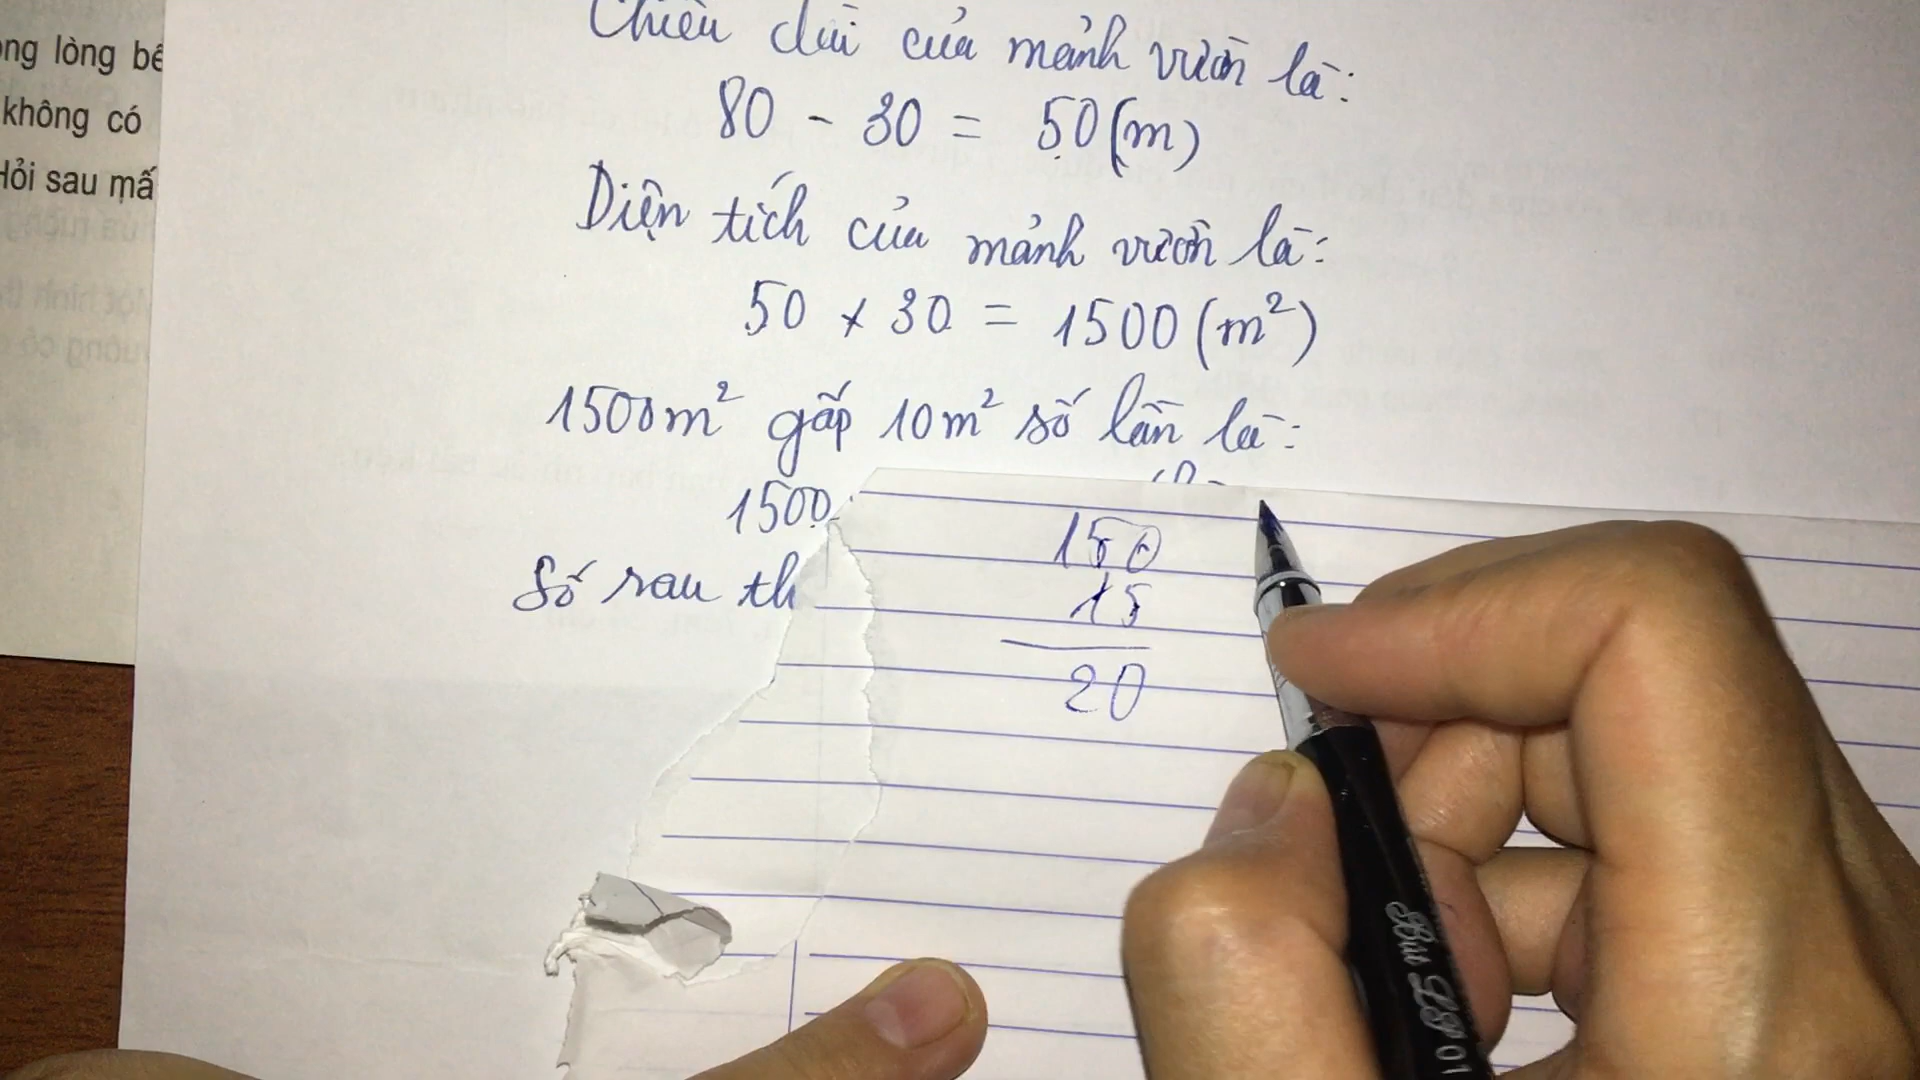 ng lòng bể
không có
Hỏi sau mấ
Chiều dài của mảnh vườn là:
80 - 30 = 50 (m)
Diện tích của mảnh vườn là:
50 x 30 = 1500 (m²)
1500m² gấp 10m² số lần là:
1500
Số rau th
150
15
20